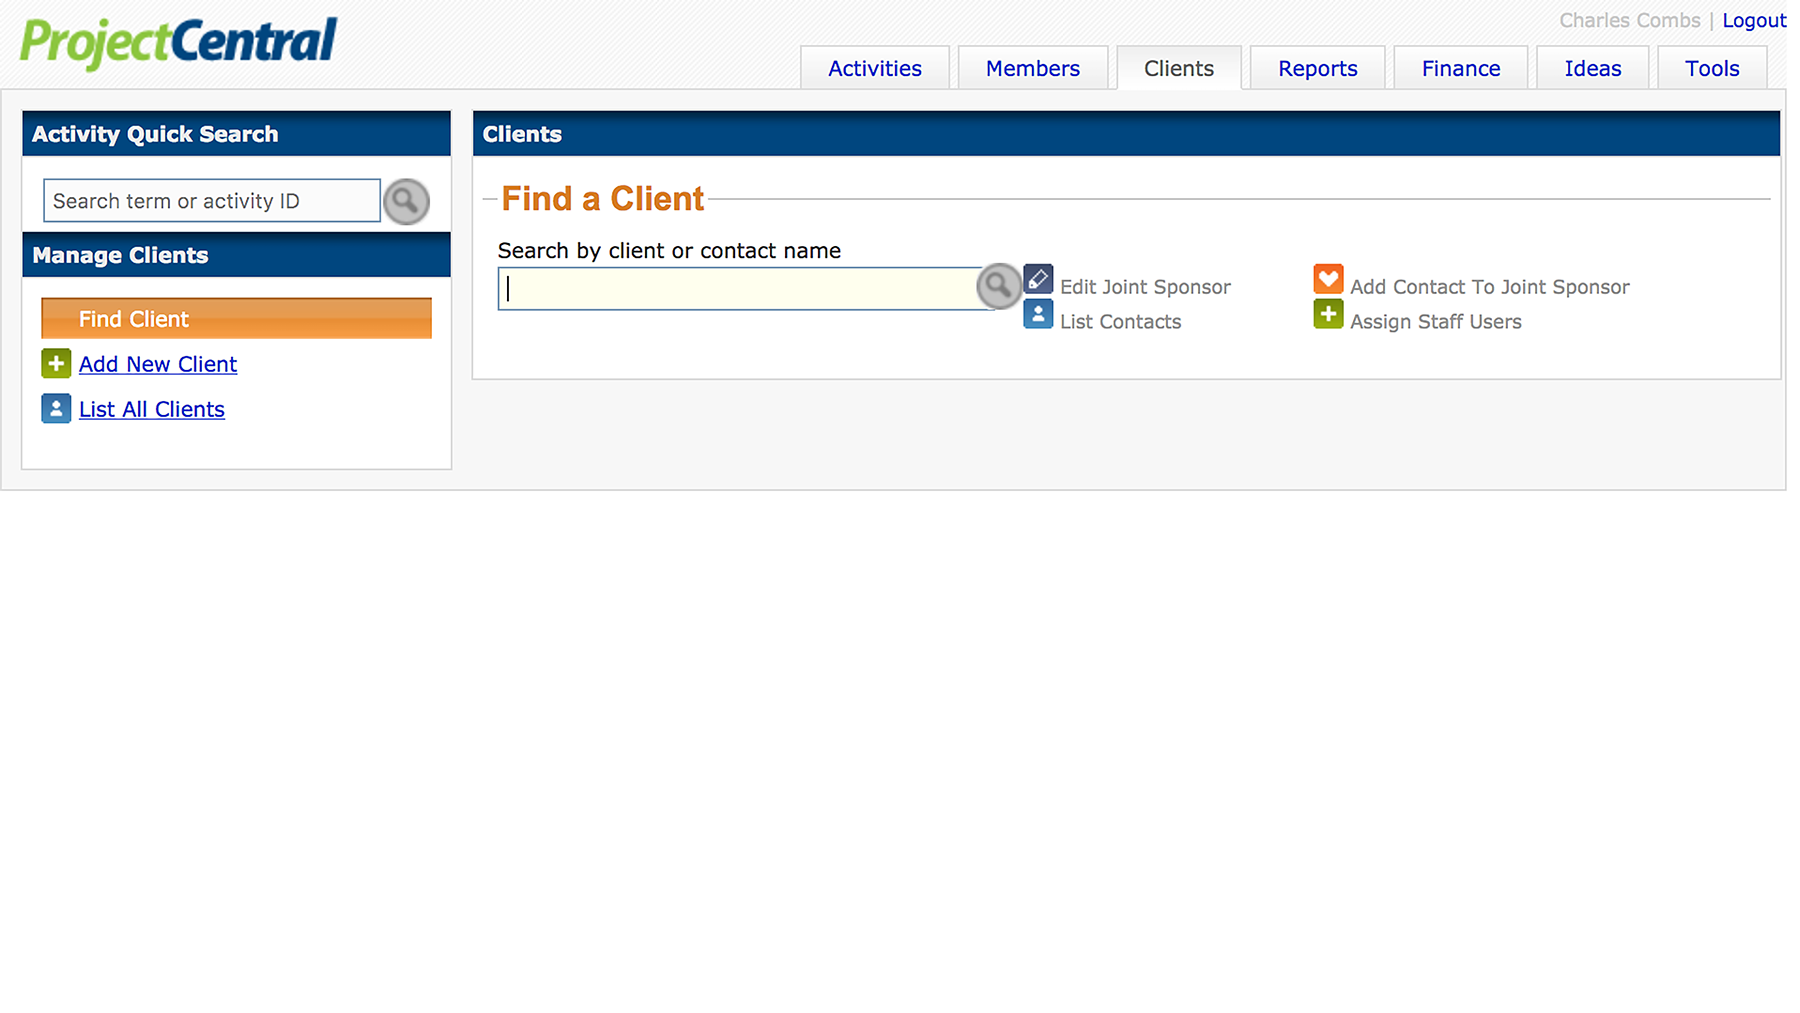 ProjectCentral
Charles Combs | Logout
Activities
Members
Clients
Reports
Finance
Ideas
Tools
Activity Quick Search
Search term or activity ID
Manage Clients
Find Client
Add New Client
List All Clients
Clients
Find a Client
Search by client or contact name
Edit Joint Sponsor
Add Contact To Joint Sponsor
List Contacts
Assign Staff Users